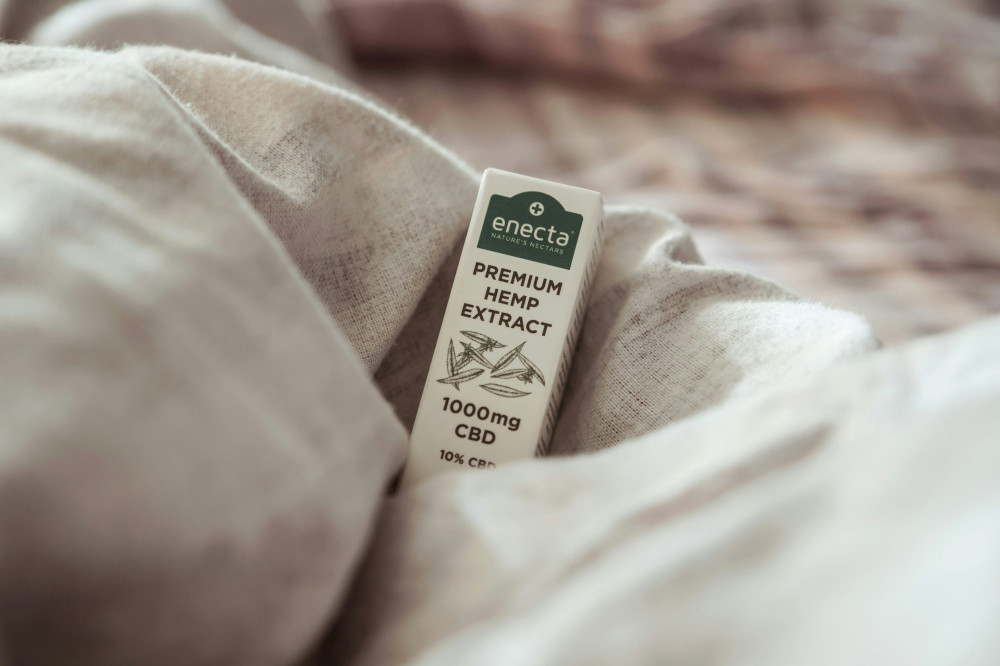 enecta
NATURE'S NECTARS
PREMIUM
HEMP
EXTRACT
1000mg
CBD
10% CBD